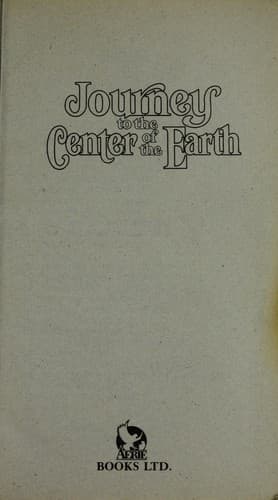 Journey
to the
Center of the Earth
AERIE
BOOKS LTD.